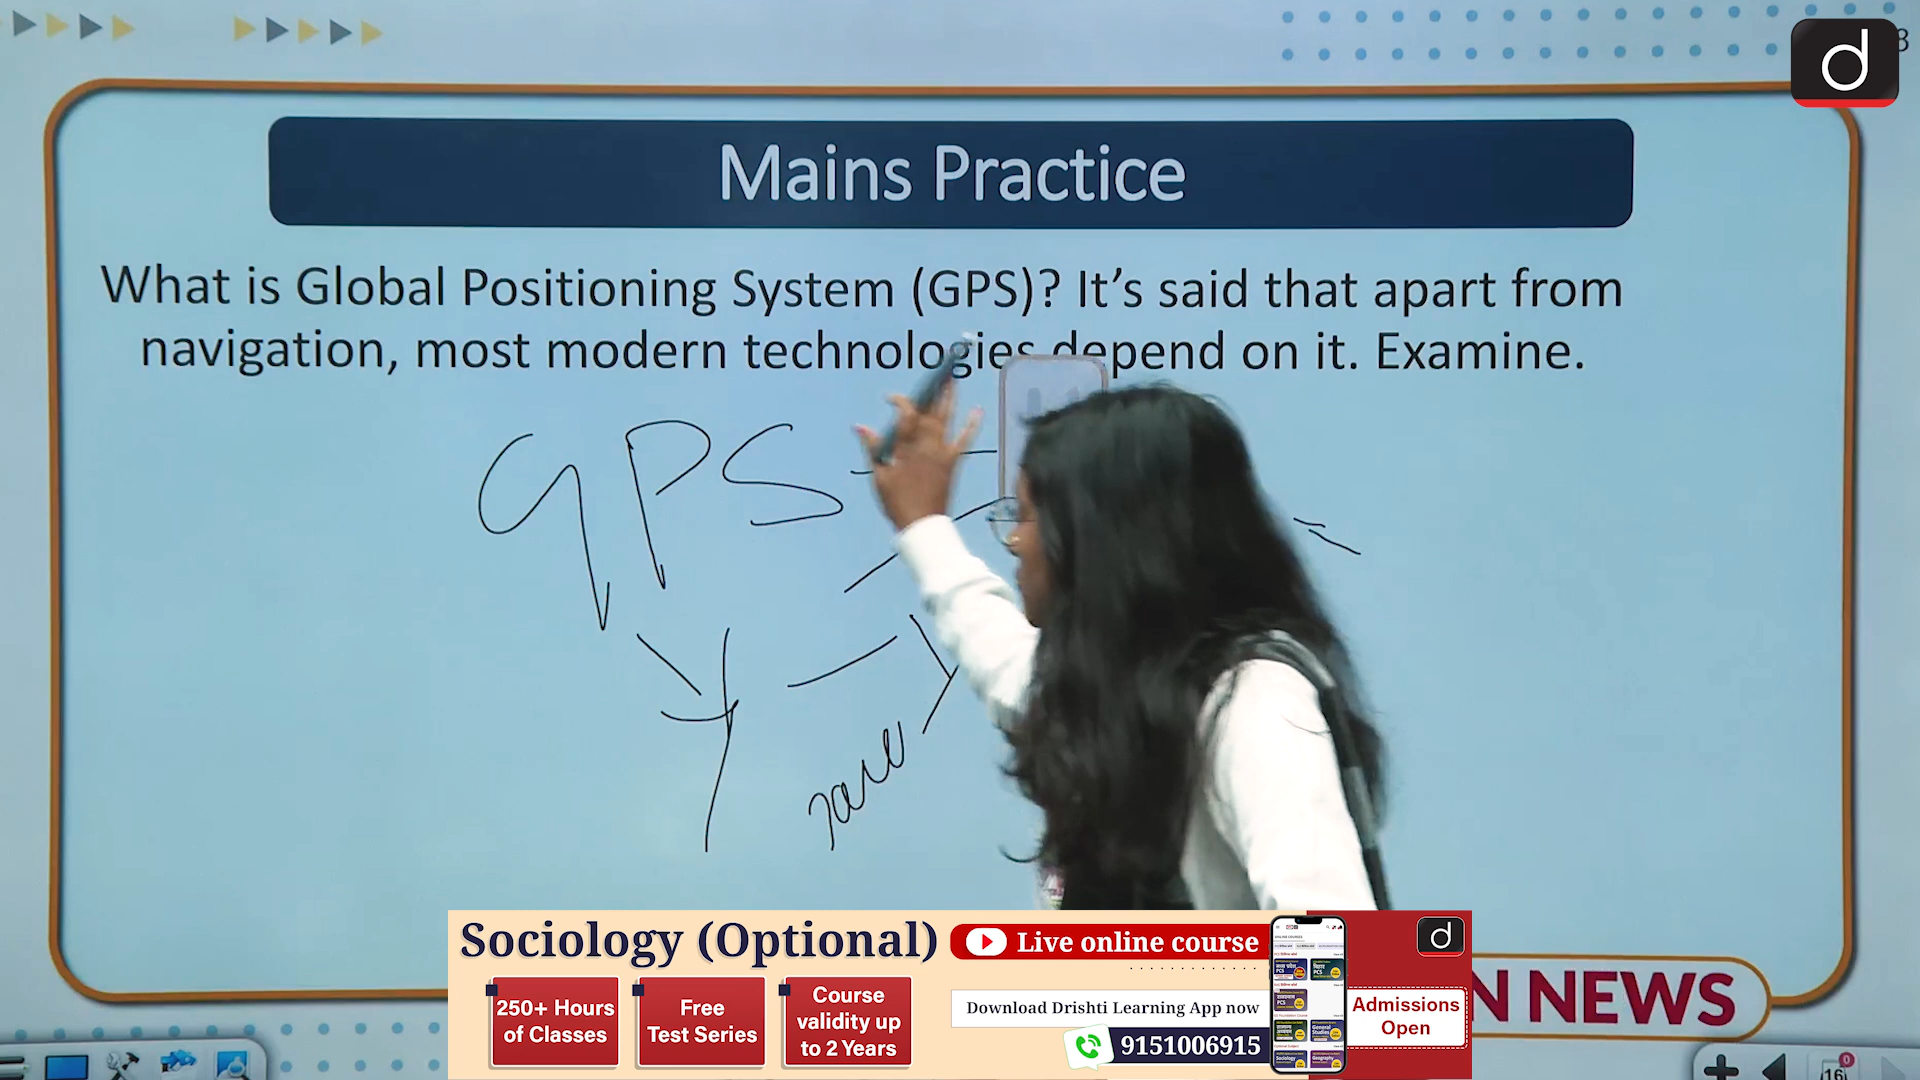 Mains Practice
What is Global Positioning System (GPS)? It's said that apart from
navigation, most modern technologies depend on it. Examine.
GPS
Sociology (Optional)
Live online course
250+ Hours
of Classes
Free
Test Series
Course
validity up
to 2 Years
Download Drishti Learning App now
9151006915
Admissions
Open
N NEWS
16
0
d
d